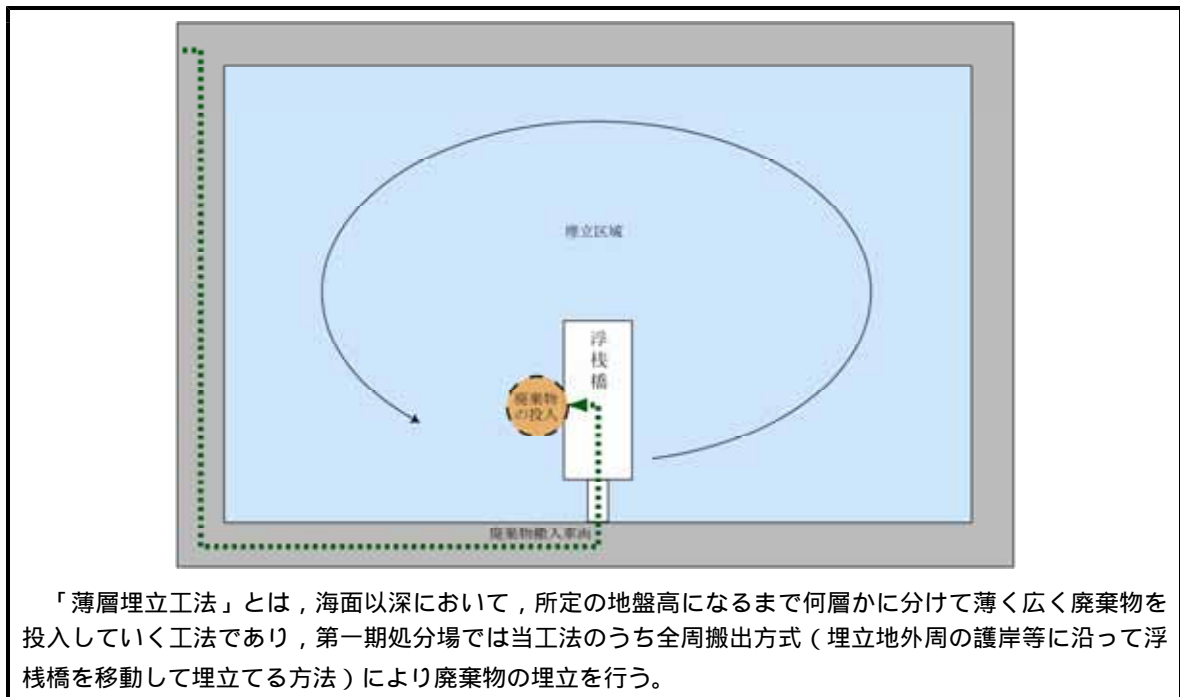 埋立区域
浮桟橋
廃棄物
の投入
廃棄物搬入車両
「薄層埋立工法」とは，海面以深において，所定の地盤高になるまで何層かに分けて薄く広く廃棄物を
投入していく工法であり，第一期処分場では当工法のうち全周搬出方式（埋立地外周の護岸等に沿って浮
桟橋を移動して埋立てる方法）により廃棄物の埋立を行う。